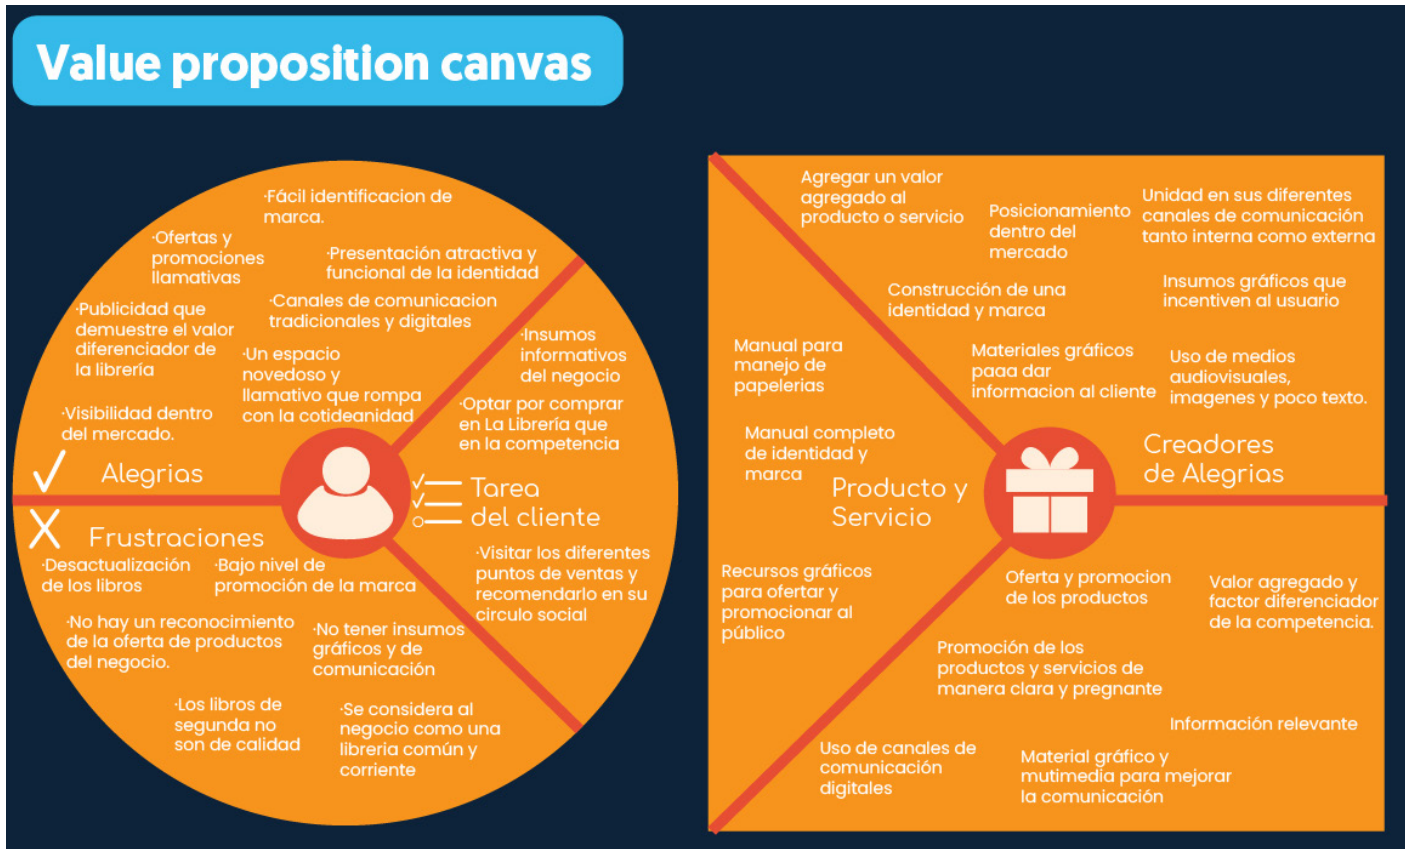 Value proposition canvas
·Fácil identificacion de
marca.
·Ofertas y
promociones
llamativas
·Presentación atractiva y
funcional de la identidad
·Publicidad que
demuestre el valor
diferenciador de
la librería
·Canales de comunicacion
tradicionales y digitales
·Un espacio
novedoso y
llamativo que rompa
con la cotideanidad
·Visibilidad dentro
del mercado.
Alegrias
·Insumos
informativos
del negocio
·Optar por comprar
en La Librería que
en la competencia
Tarea
del cliente
·Visitar los diferentes
puntos de ventas y
recomendarlo en su
circulo social
Frustraciones
·Desactualización
de los libros
·Bajo nivel de
promoción de la marca
·No hay un reconocimiento
de la oferta de productos
del negocio.
·No tener insumos
gráficos y de
comunicación
·Los libros de
segunda no
son de calidad
·Se considera al
negocio como una
libreria común y
corriente
Agregar un valor
agregado al
producto o servicio
Posicionamiento
dentro del
mercado
Unidad en sus diferentes
canales de comunicación
tanto interna como externa
Construcción de una
identidad y marca
Insumos gráficos que
incentiven al usuario
Materiales gráficos
paaa dar
informacion al cliente
Uso de medios
audiovisuales,
imagenes y poco texto.
Creadores
de Alegrias
Manual para
manejo de
papelerias
Manual completo
de identidad y
marca
Producto y
Servicio
Recursos gráficos
para ofertar y
promocionar al
público
Oferta y promocion
de los productos
Valor agregado y
factor diferenciador
de la competencia.
Promoción de los
productos y servicios de
manera clara y pregnante
Información relevante
Uso de canales de
comunicación
digitales
Material gráfico y
mutimedia para mejorar
la comunicación